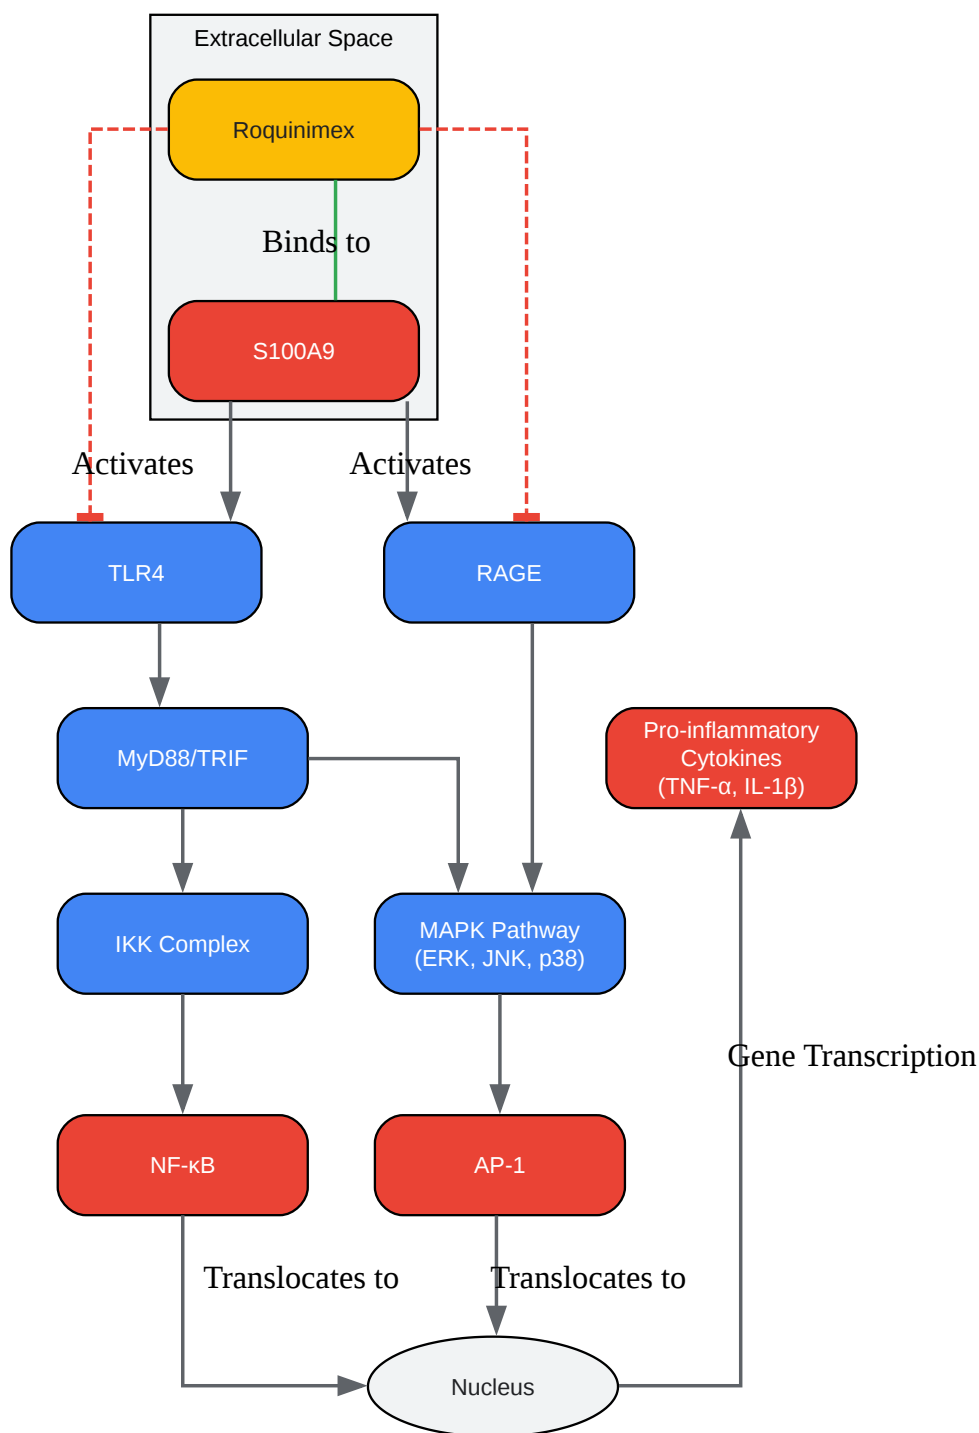 Extracellular Space
Roquinimex
Binds to
S100A9
Activates
Activates
TLR4
RAGE
MyD88/TRIF
Pro-inflammatory
Cytokines
(TNF-α, IL-1β)
IKK Complex
MAPK Pathway
(ERK, JNK, p38)
Gene Transcription
NF-κB
AP-1
Translocates to
Translocates to
Nucleus